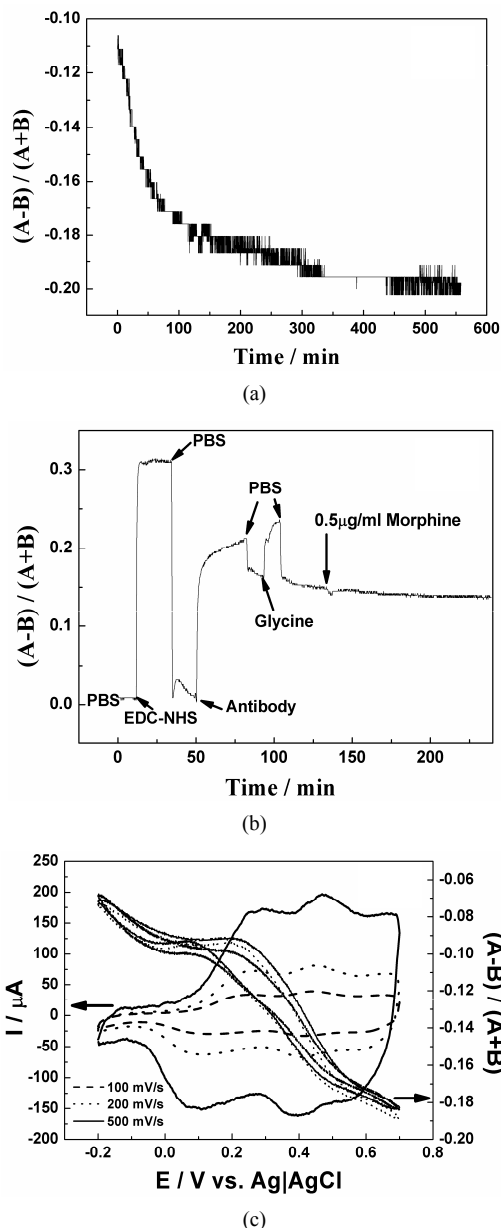 -0.10
-0.12
-0.14
-0.16
-0.18
-0.20
(A-B) / (A+B)
0 100 200 300 400 500 600
Time / min
(a)
0.3
0.2
0.1
0.0
(A-B) / (A+B)
PBS
PBS
0.5μg/ml Morphine
Glycine
PBS
EDC-NHS
Antibody
0 50 100 150 200
Time / min
(b)
250
200
150
100
50
0
-50
-100
-150
-200
I / μA
100 mV/s
200 mV/s
500 mV/s
-0.06
-0.08
-0.10
-0.12
-0.14
-0.16
-0.18
-0.20
(A-B) / (A+B)
-0.2 0.0 0.2 0.4 0.6 0.8
E / V vs. Ag|AgCl
(c)